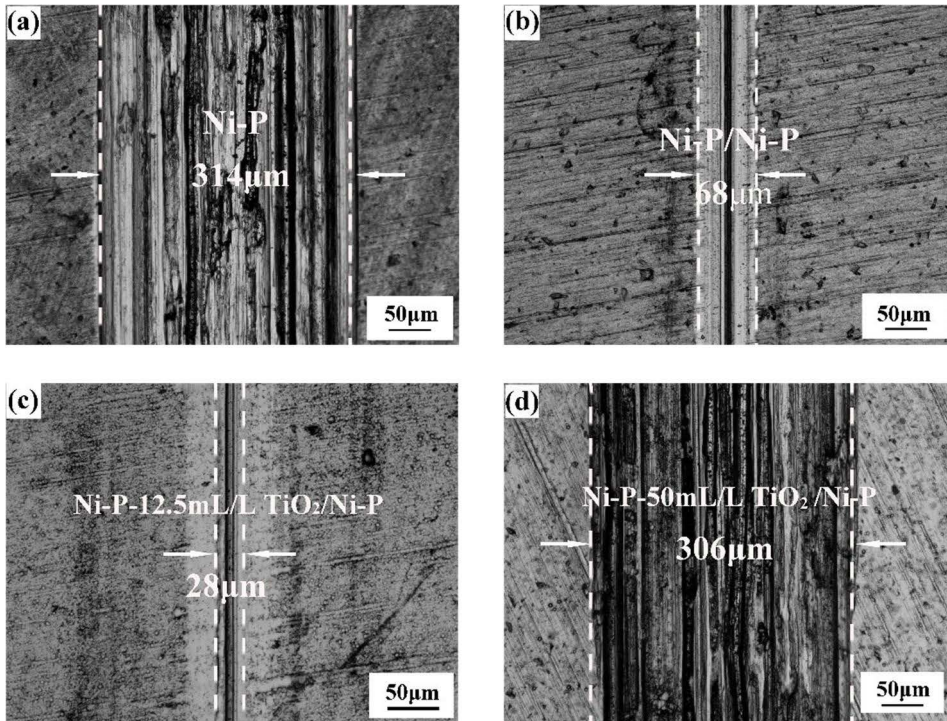 (a)
Ni-P
314μm
50μm
(b)
Ni-P/Ni-P
68μm
50μm
(c)
Ni-P-12.5mL/L TiO₂/Ni-P
28μm
50μm
(d)
Ni-P-50mL/L TiO₂/Ni-P
306μm
50μm